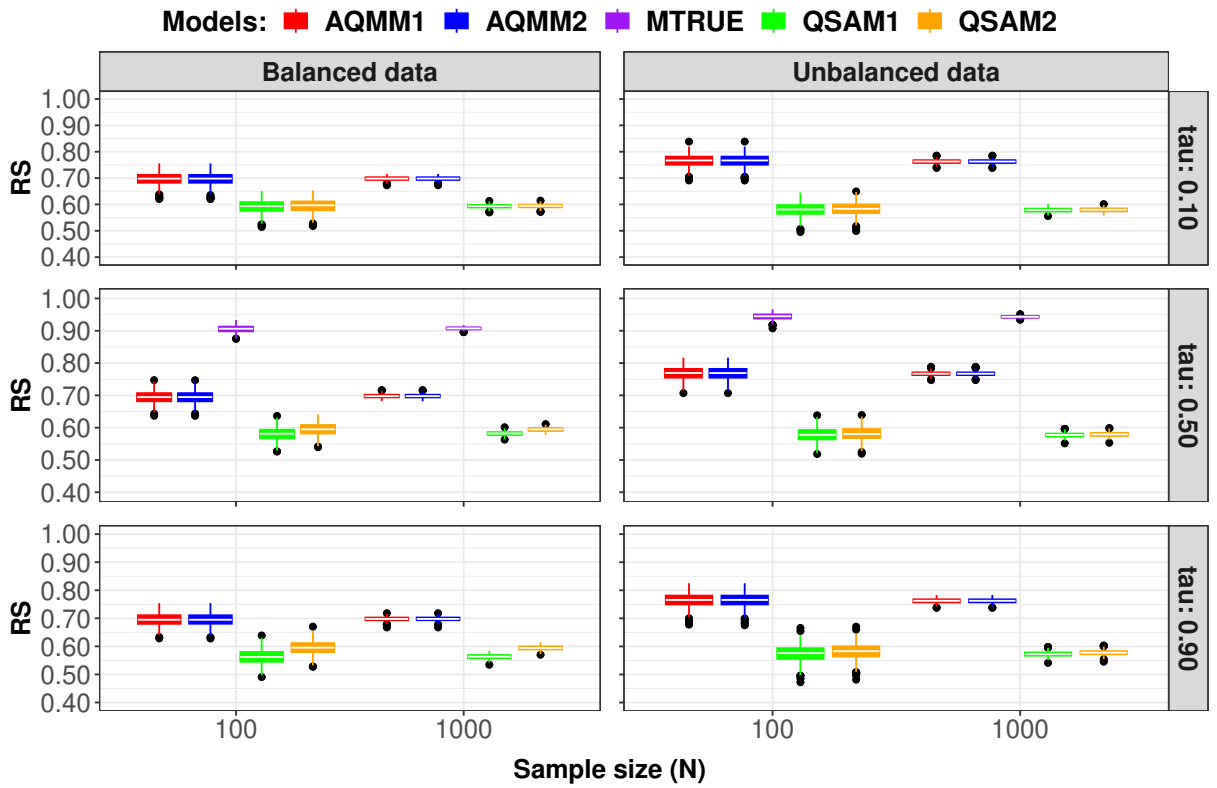 Models: AQMM1 AQMM2 MTRUE QSAM1 QSAM2
Balanced data Unbalanced data
1.00
0.90
0.80
0.70
0.60
0.50
0.40
RS
tau: 0.10
1.00
0.90
0.80
0.70
0.60
0.50
0.40
RS
tau: 0.50
1.00
0.90
0.80
0.70
0.60
0.50
0.40
RS
tau: 0.90
100 1000 100 1000
Sample size (N)